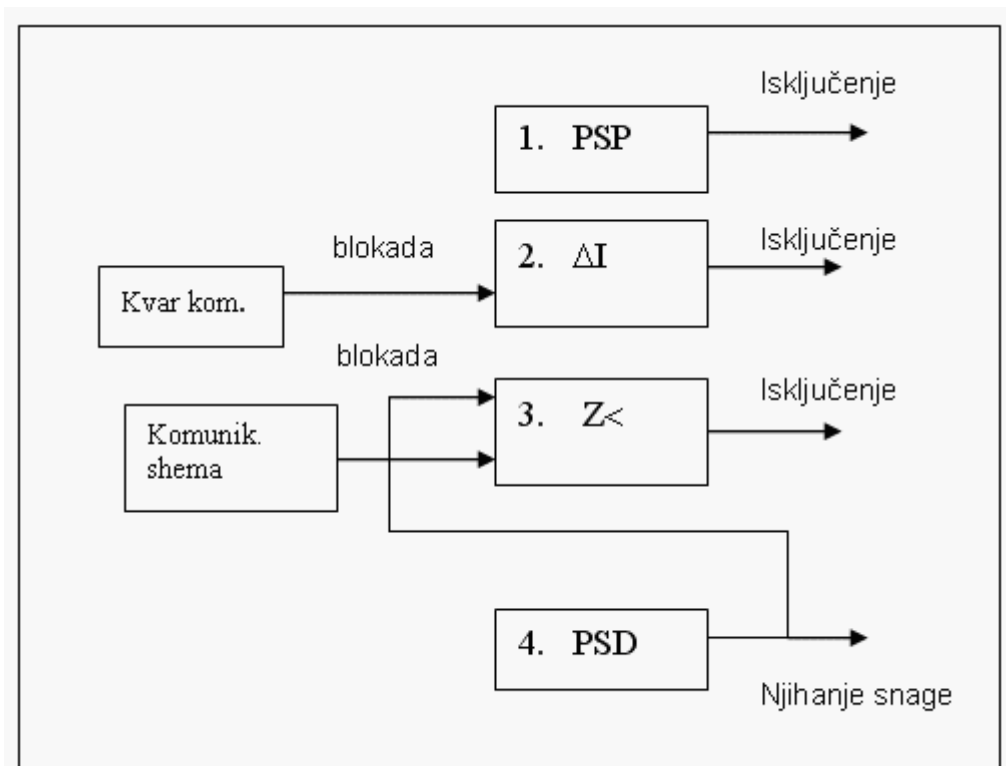 Isključenje
1. PSP
Isključenje
blokada
2. ΔI
Kvar kom.
blokada
Isključenje
3. Z<
Komunik.
shema
4. PSD
Njihanje snage